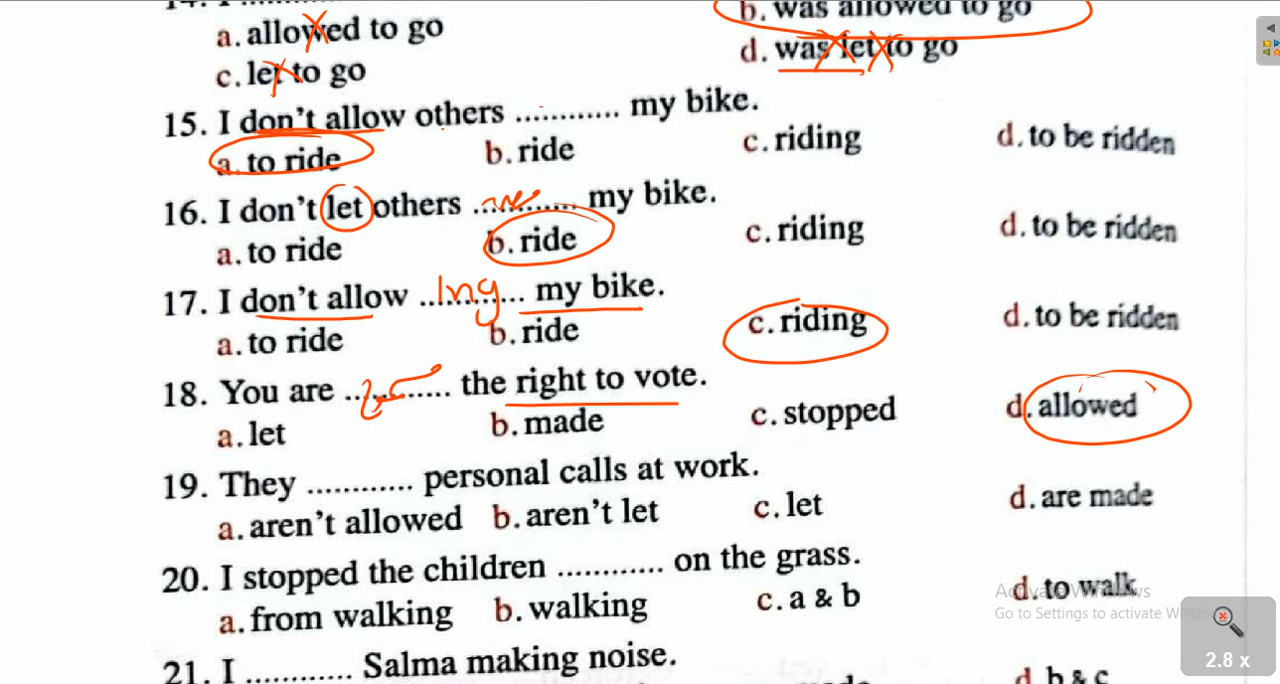 14. I ............
a. allowed to go
b. was allowed to go
c. let to go
d. was let to go
15. I don't allow others ............ my bike.
a. to ride b. ride c. riding d. to be ridden
16. I don't let others ............ my bike.
a. to ride b. ride c. riding d. to be ridden
17. I don't allow ............ my bike.
Ing
a. to ride b. ride c. riding d. to be ridden
18. You are ............ the right to vote.
a. let b. made c. stopped d. allowed
19. They ............ personal calls at work.
a. aren't allowed b. aren't let c. let d. are made
20. I stopped the children ............ on the grass.
a. from walking b. walking c. a & b d. to walk
Activate Windows
Go to Settings to activate Windows.
21. I ............ Salma making noise.
d. b & c
2.8 x